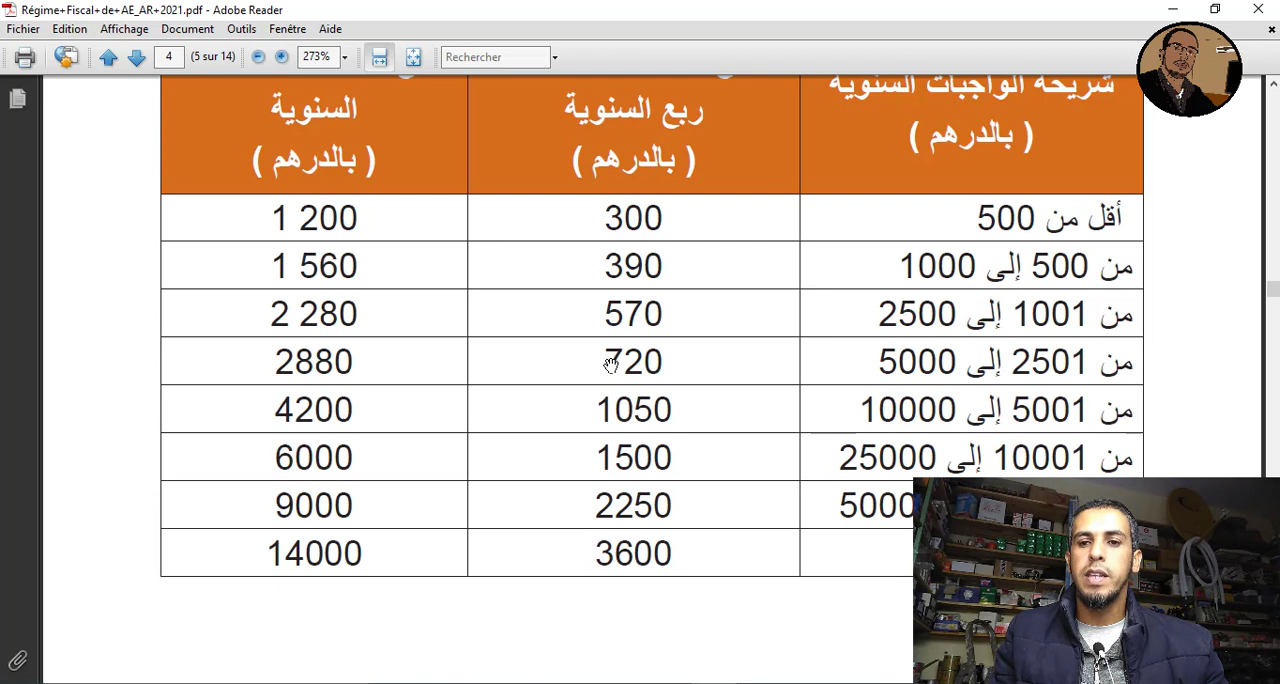 Régime+Fiscal+de+AE_AR+2021.pdf - Adobe Reader
Fichier Edition Affichage Document Outils Fenêtre Aide
4 (5 sur 14) 273% Rechercher
شريحة الواجبات السنوية ( بالدرهم )
ربع السنوية ( بالدرهم )
السنوية ( بالدرهم )
أقل من 500 300 1 200
من 500 إلى 1000 390 1 560
من 1001 إلى 2500 570 2 280
من 2501 إلى 5000 720 2880
من 5001 إلى 10000 1050 4200
من 10001 إلى 25000 1500 6000
2250 9000
3600 14000